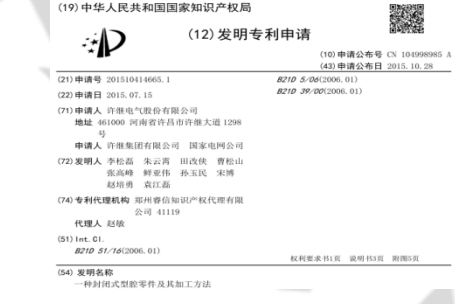 (19) 中华人民共和国国家知识产权局
(12) 发明专利申请
(10) 申请公布号 CN 104998985 A
(43) 申请公布日 2015.10.28
(21) 申请号 201510414665.1
(22) 申请日 2015.07.15
(71) 申请人 许继电气股份有限公司
地址 461000 河南省许昌市许继大道 1298
号
申请人 许继集团有限公司 国家电网公司
(72) 发明人 李松磊 朱云霄 田改侠 曹松山
张高峰 鲜亚伟 孙玉民 宋博
赵培勇 袁江磊
(74) 专利代理机构 郑州睿信知识产权代理有限
公司 41119
代理人 赵敏
(51) Int. Cl.
B21D 51/16(2006.01)
B21D 5/06(2006.01)
B21D 39/00(2006.01)
权利要求书1页 说明书3页 附图5页
(54) 发明名称
一种封闭式型腔零件及其加工方法